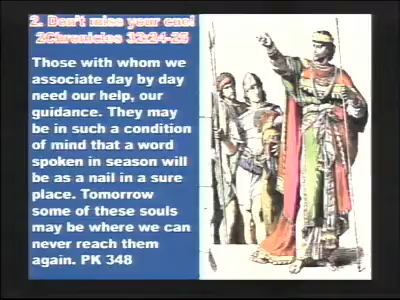 2. Don't miss your cue!
2Chronicles 32:24-25
Those with whom we
associate day by day
need our help, our
guidance. They may
be in such a condition
of mind that a word
spoken in season will
be as a nail in a sure
place. Tomorrow
some of these souls
may be where we can
never reach them
again. PK 348